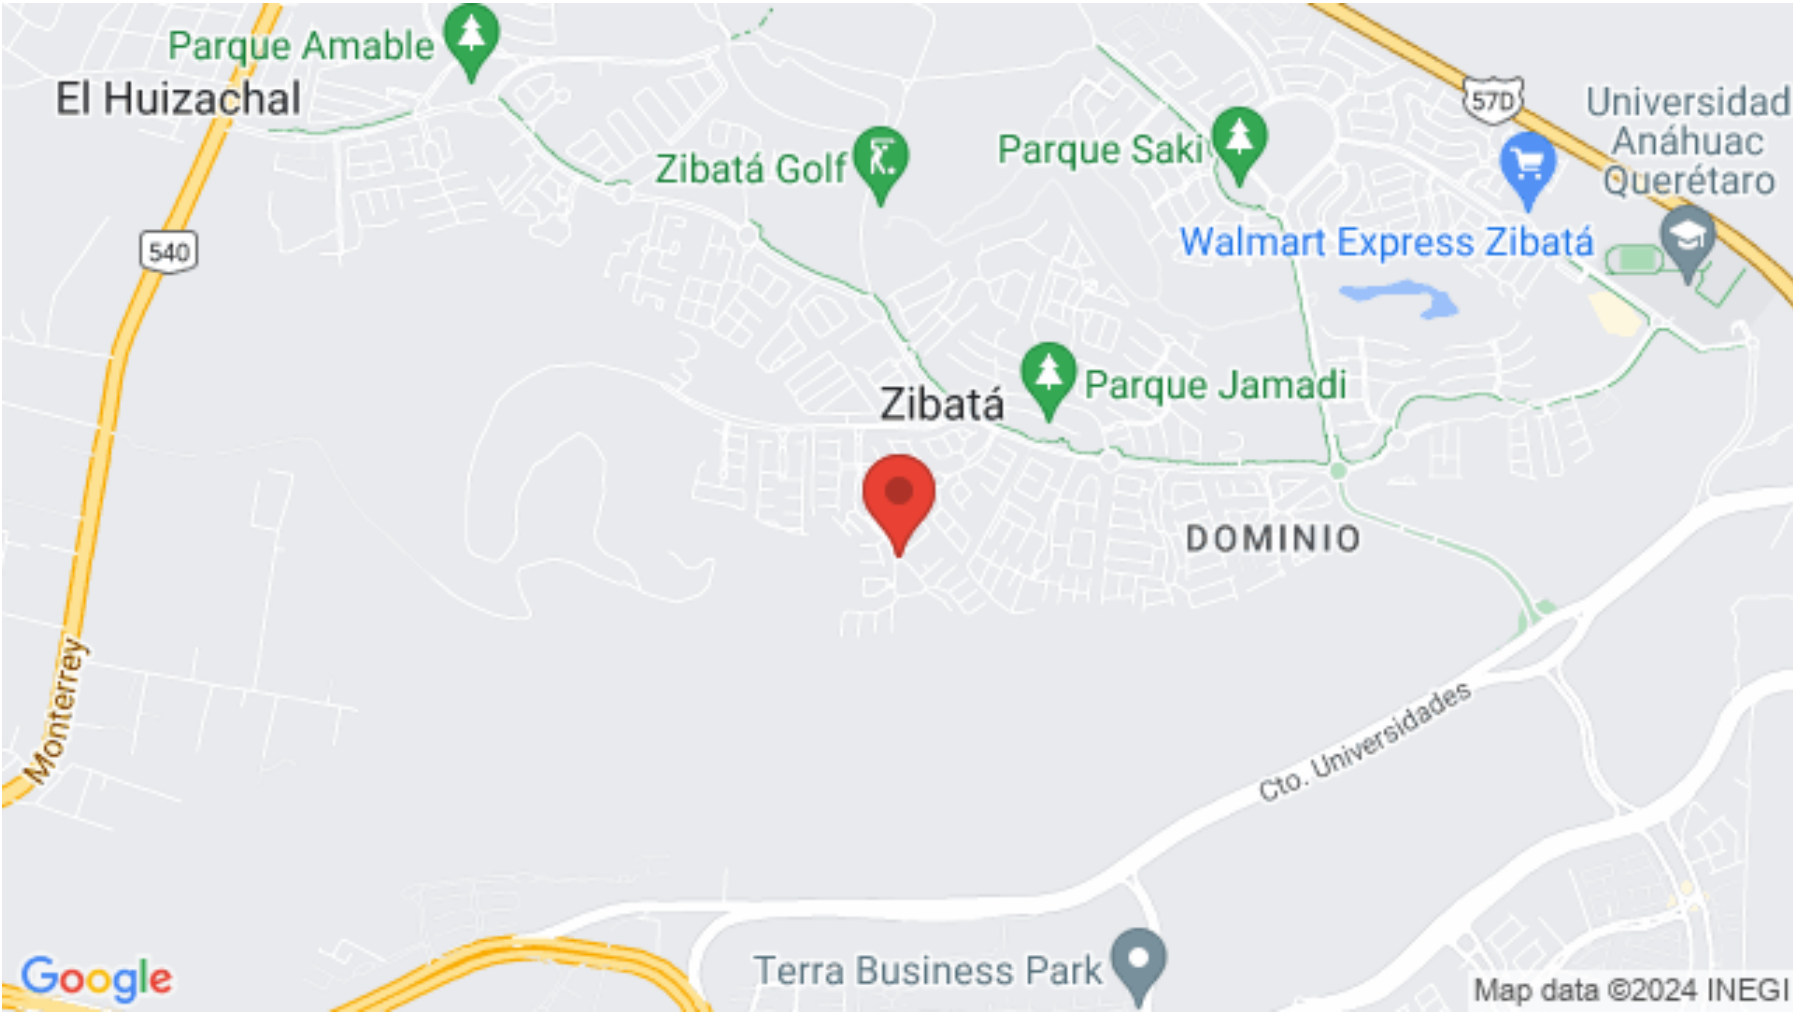 Parque Amable
El Huizachal
57D
Universidad
Anáhuac
Querétaro
Parque Saki
Zibatá Golf
Walmart Express Zibatá
540
Parque Jamadi
Zibatá
DOMINIO
Monterrey
Cto. Universidades
Terra Business Park
Google
Map data ©2024 INEGI